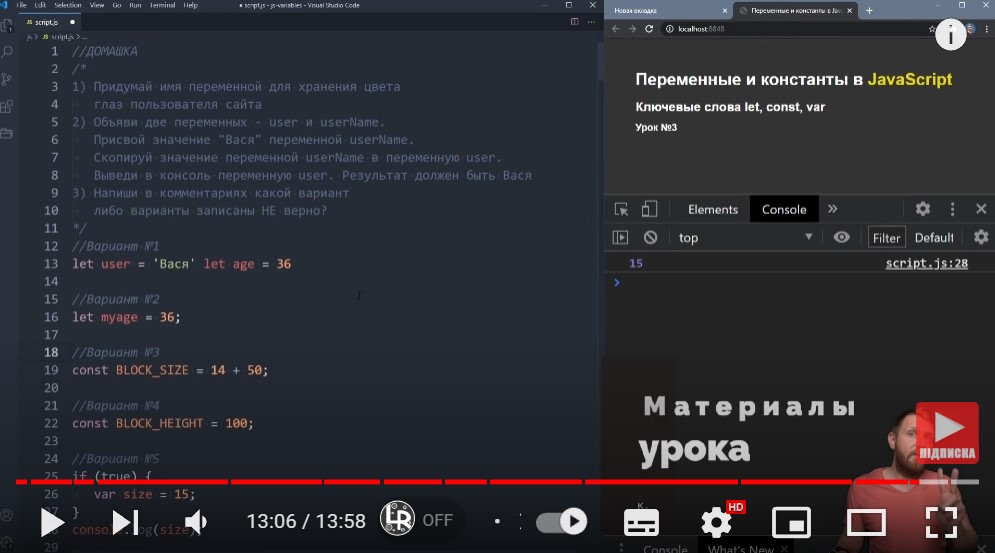 File Edit Selection View Go Run Terminal Help
script.js - js-variables - Visual Studio Code
JS script.js
js > JS script.js > ...
1 //ДОМАШКА
2 /*
3 1) Придумай имя переменной для хранения цвета
4 глаз пользователя сайта
5 2) Объяви две переменных - user и userName.
6 Присвой значение "Вася" переменной userName.
7 Скопируй значение переменной userName в переменную user.
8 Выведи в консоль переменную user. Результат должен быть Вася
9 3) Напиши в комментариях какой вариант
10 либо варианты записаны НЕ верно?
11 */
12 //Вариант №1
13 let user = 'Вася' let age = 36
14
15 //Вариант №2
16 let myage = 36;
17
18 //Вариант №3
19 const BLOCK_SIZE = 14 + 50;
20
21 //Вариант №4
22 const BLOCK_HEIGHT = 100;
23
24 //Вариант №5
25 if (true) {
26 var size = 15;
27 }
28 console.log(size)
29
Новая вкладка
Переменные и константы в Jav
localhost:8848
Переменные и константы в JavaScript
Ключевые слова let, const, var
Урок №3
Elements Console »
top Filter Default
15 script.js:28
Материалы
урока
ПІДПИСКА
13:06 / 13:58
LR OFF
HD
Console What's New